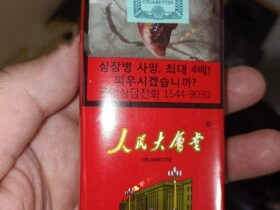 CIGARETTES
심장병 사망, 최대 4배!
피우시겠습니까?
금연상담전화 1544-9030
人民大會堂
CIGARETTES